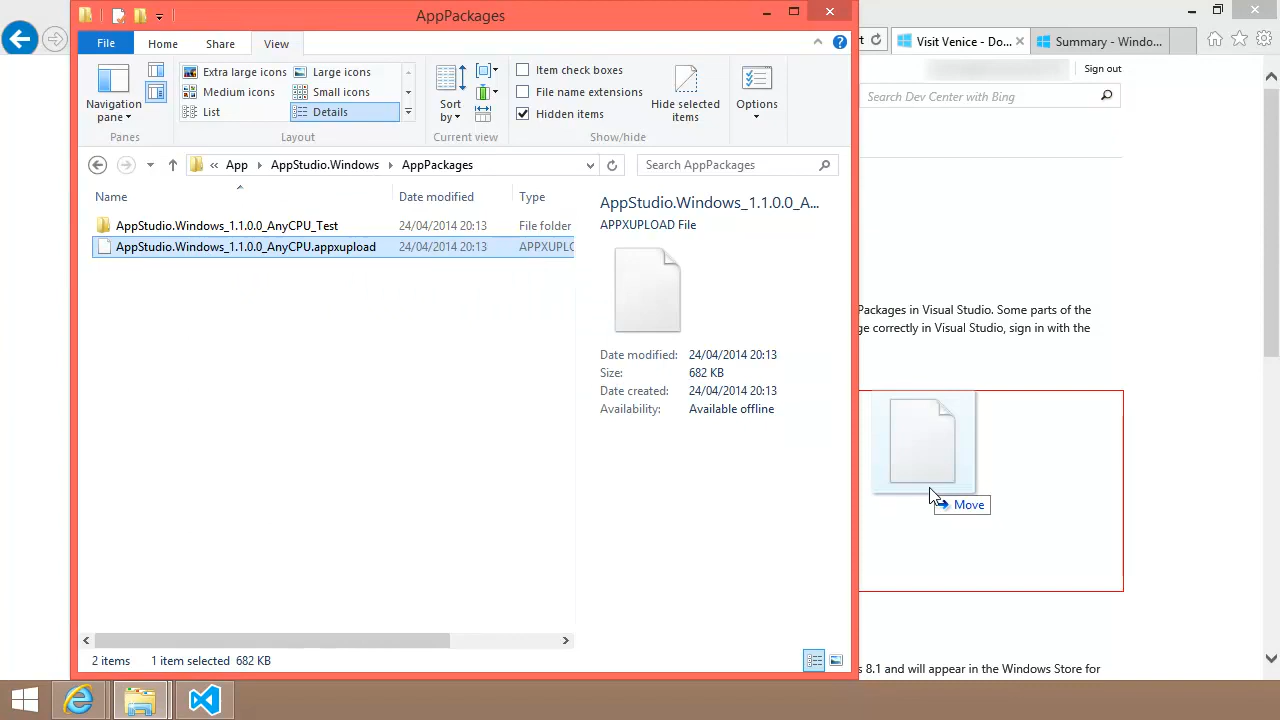 AppPackages
File
Home
Share
View
Navigation
pane
Panes
Extra large icons
Large icons
Medium icons
Small icons
List
Details
Layout
Sort
by
Current view
Item check boxes
File name extensions
Hidden items
Hide selected
items
Show/hide
Options
« App AppStudio.Windows AppPackages
Search AppPackages
Name
Date modified
Type
AppStudio.Windows_1.1.0.0_AnyCPU_Test
24/04/2014 20:13
File folder
AppStudio.Windows_1.1.0.0_AnyCPU.appxupload
24/04/2014 20:13
APPXUPLO
AppStudio.Windows_1.1.0.0_A...
APPXUPLOAD File
Date modified: 24/04/2014 20:13
Size: 682 KB
Date created: 24/04/2014 20:13
Availability: Available offline
2 items
1 item selected 682 KB
Visit Venice - Do...
Summary - Windo...
Sign out
Search Dev Center with Bing
Packages in Visual Studio. Some parts of the
ge correctly in Visual Studio, sign in with the
Move
8.1 and will appear in the Windows Store for